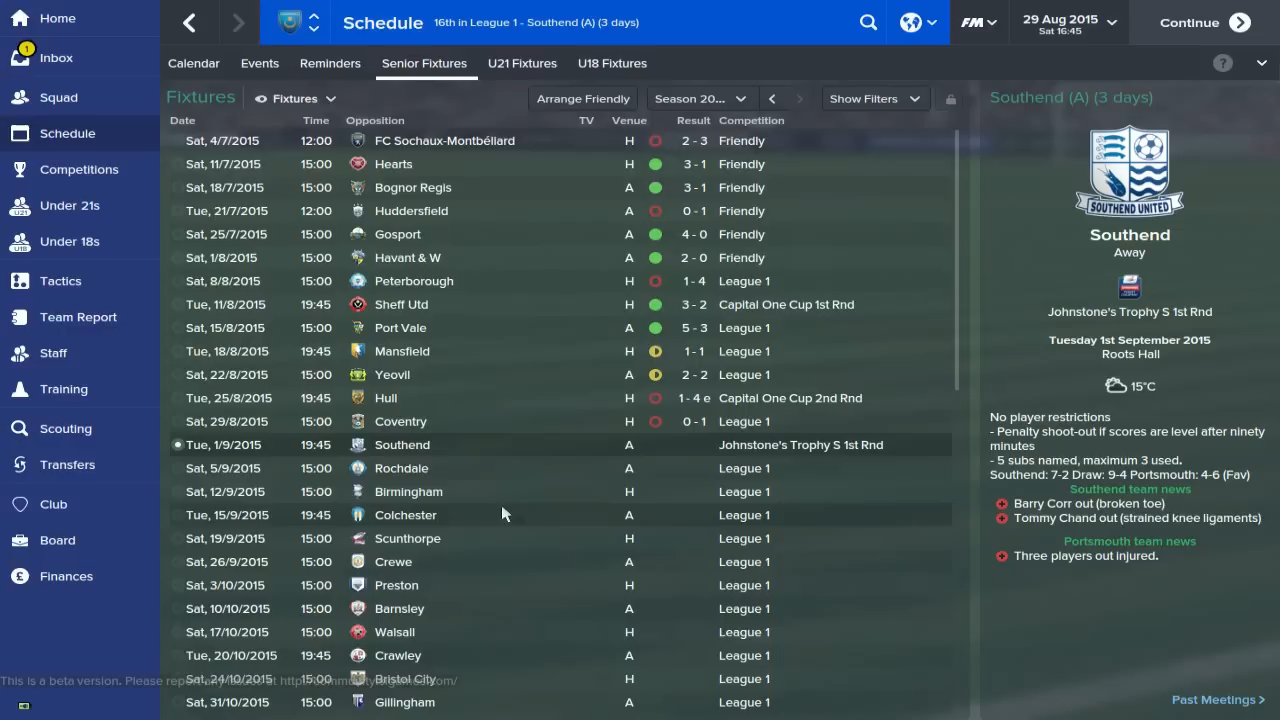 Home
Inbox
1
Squad
Schedule
Competitions
Under 21s
U21
Under 18s
U18
Tactics
Team Report
Staff
Training
Scouting
Transfers
Club
Board
Finances
Schedule 16th in League 1 - Southend (A) (3 days)
FM
29 Aug 2015
Sat 16:45
Continue
Calendar Events Reminders Senior Fixtures U21 Fixtures U18 Fixtures
?
Fixtures Fixtures Arrange Friendly Season 20... Show Filters
Date Time Opposition TV Venue Result Competition
Sat, 4/7/2015 12:00 FC Sochaux-Montbéliard H 2 - 3 Friendly
Sat, 11/7/2015 15:00 Hearts H 3 - 1 Friendly
Sat, 18/7/2015 15:00 Bognor Regis A 3 - 1 Friendly
Tue, 21/7/2015 12:00 Huddersfield A 0 - 1 Friendly
Sat, 25/7/2015 15:00 Gosport A 4 - 0 Friendly
Sat, 1/8/2015 15:00 Havant & W A 2 - 0 Friendly
Sat, 8/8/2015 15:00 Peterborough H 1 - 4 League 1
Tue, 11/8/2015 19:45 Sheff Utd H 3 - 2 Capital One Cup 1st Rnd
Sat, 15/8/2015 15:00 Port Vale A 5 - 3 League 1
Tue, 18/8/2015 19:45 Mansfield H 1 - 1 League 1
Sat, 22/8/2015 15:00 Yeovil A 2 - 2 League 1
Tue, 25/8/2015 19:45 Hull H 1 - 4 e Capital One Cup 2nd Rnd
Sat, 29/8/2015 15:00 Coventry H 0 - 1 League 1
Tue, 1/9/2015 19:45 Southend A Johnstone's Trophy S 1st Rnd
Sat, 5/9/2015 15:00 Rochdale A League 1
Sat, 12/9/2015 15:00 Birmingham H League 1
Tue, 15/9/2015 19:45 Colchester A League 1
Sat, 19/9/2015 15:00 Scunthorpe H League 1
Sat, 26/9/2015 15:00 Crewe A League 1
Sat, 3/10/2015 15:00 Preston H League 1
Sat, 10/10/2015 15:00 Barnsley A League 1
Sat, 17/10/2015 15:00 Walsall H League 1
Tue, 20/10/2015 19:45 Crawley A League 1
Sat, 24/10/2015 15:00 Bristol City H League 1
Sat, 31/10/2015 15:00 Gillingham A League 1
This is a beta version. Please report any
Southend (A) (3 days)
SOUTHEND UNITED
Southend
Away
Johnstone's Trophy S 1st Rnd
Tuesday 1st September 2015
Roots Hall
15°C
No player restrictions
- Penalty shoot-out if scores are level after ninety
minutes
- 5 subs named, maximum 3 used.
Southend: 7-2 Draw: 9-4 Portsmouth: 4-6 (Fav)
Southend team news
Barry Corr out (broken toe)
Tommy Chand out (strained knee ligaments)
Portsmouth team news
Three players out injured.
Past Meetings >